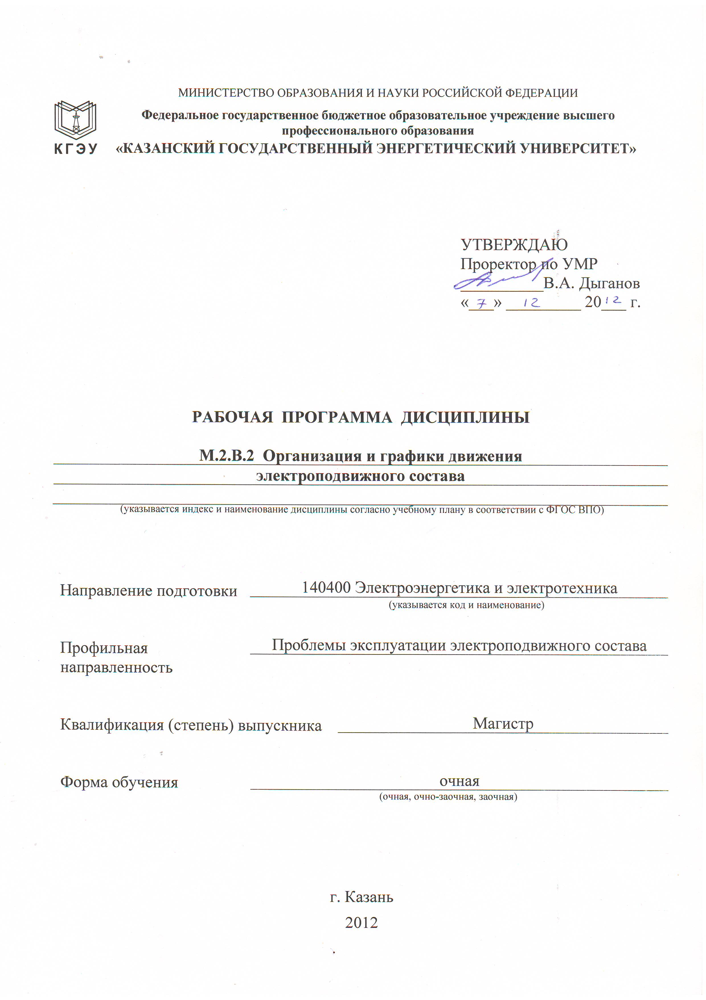 МИНИСТЕРСТВО ОБРАЗОВАНИЯ И НАУКИ РОССИЙСКОЙ ФЕДЕРАЦИИ
Федеральное государственное бюджетное образовательное учреждение высшего
профессионального образования
КГЭУ «КАЗАНСКИЙ ГОСУДАРСТВЕННЫЙ ЭНЕРГЕТИЧЕСКИЙ УНИВЕРСИТЕТ»
УТВЕРЖДАЮ
Проректор по УМР
В.А. Дыганов
«7» 12 2012 г.
РАБОЧАЯ ПРОГРАММА ДИСЦИПЛИНЫ
М.2.В.2 Организация и графики движения
электроподвижного состава
(указывается индекс и наименование дисциплины согласно учебному плану в соответствии с ФГОС ВПО)
Направление подготовки 140400 Электроэнергетика и электротехника
(указывается код и наименование)
Профильная Проблемы эксплуатации электроподвижного состава
направленность
Квалификация (степень) выпускника Магистр
Форма обучения очная
(очная, очно-заочная, заочная)
г. Казань
2012